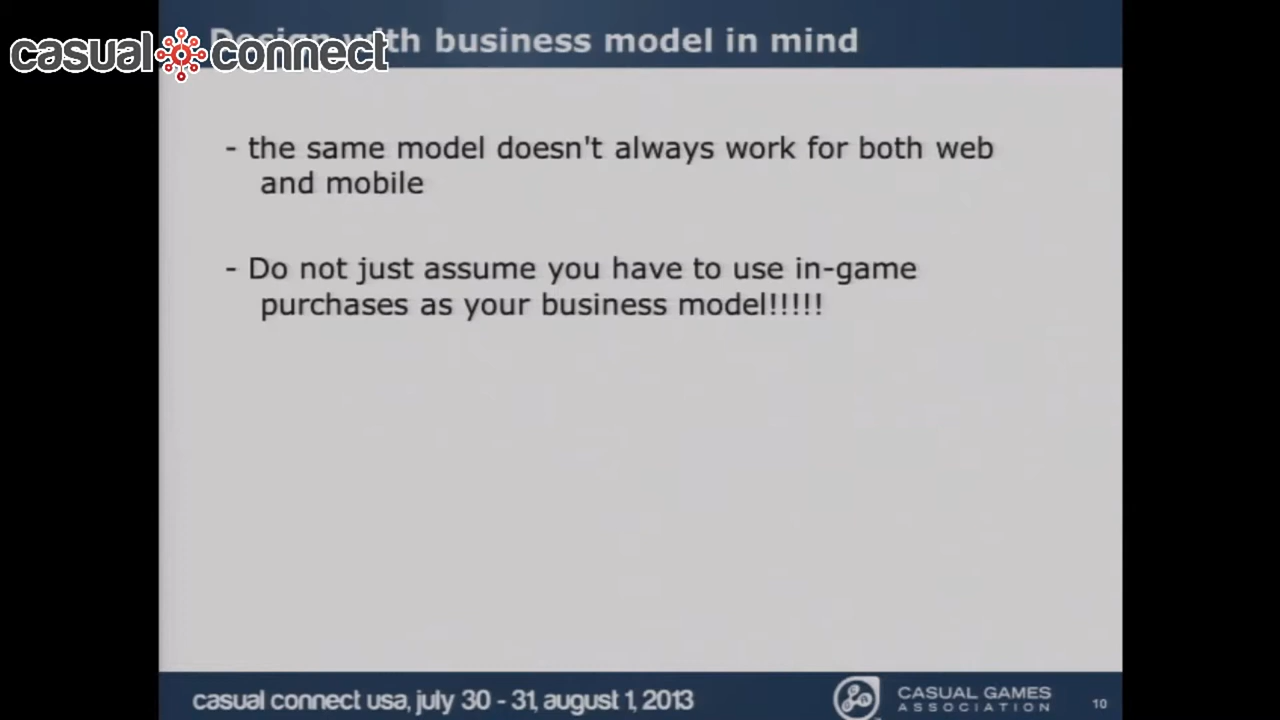 casual connect
Design with business model in mind
- the same model doesn't always work for both web
and mobile
- Do not just assume you have to use in-game
purchases as your business model!!!!!
casual connect usa, july 30 - 31, august 1, 2013
CASUAL GAMES
ASSOCIATION
10